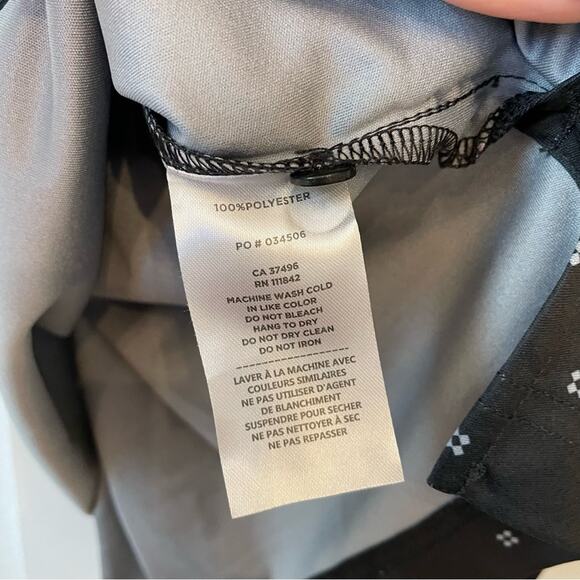 100%POLYESTER
PO # 034506
CA 37496
RN 111842
MACHINE WASH COLD
IN LIKE COLOR
DO NOT BLEACH
HANG TO DRY
DO NOT DRY CLEAN
DO NOT IRON
LAVER À LA MACHINE AVEC
COULEURS SIMILAIRES
NE PAS UTILISER D'AGENT
DE BLANCHIMENT
SUSPENDRE POUR SECHER
NE PAS NETTOYER À SEC
NE PAS REPASSER